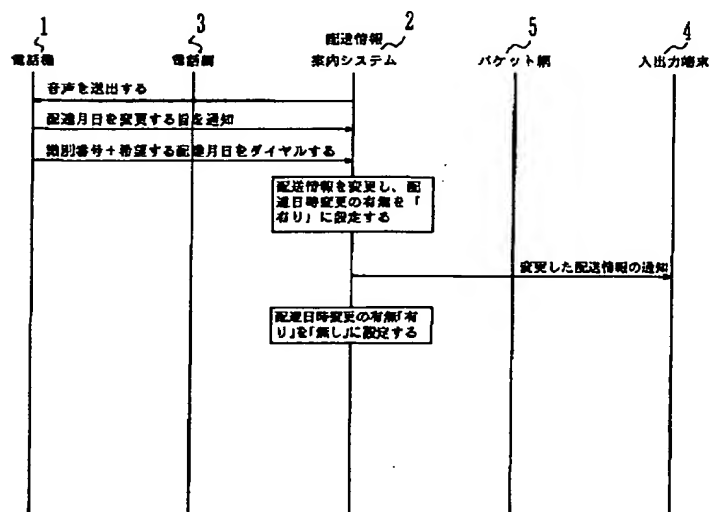 1
3
配送情報
2
5
4
電話機
電話網
案内システム
パケット網
入出力端末
音声を送出する
配達月日を変更する旨を通知
類別番号+希望する配達月日をダイヤルする
配送情報を変更し、配
達日時変更の有無を「
有り」に設定する
変更した配送情報の通知
配達日時変更の有無「有
り」を「無し」に設定する